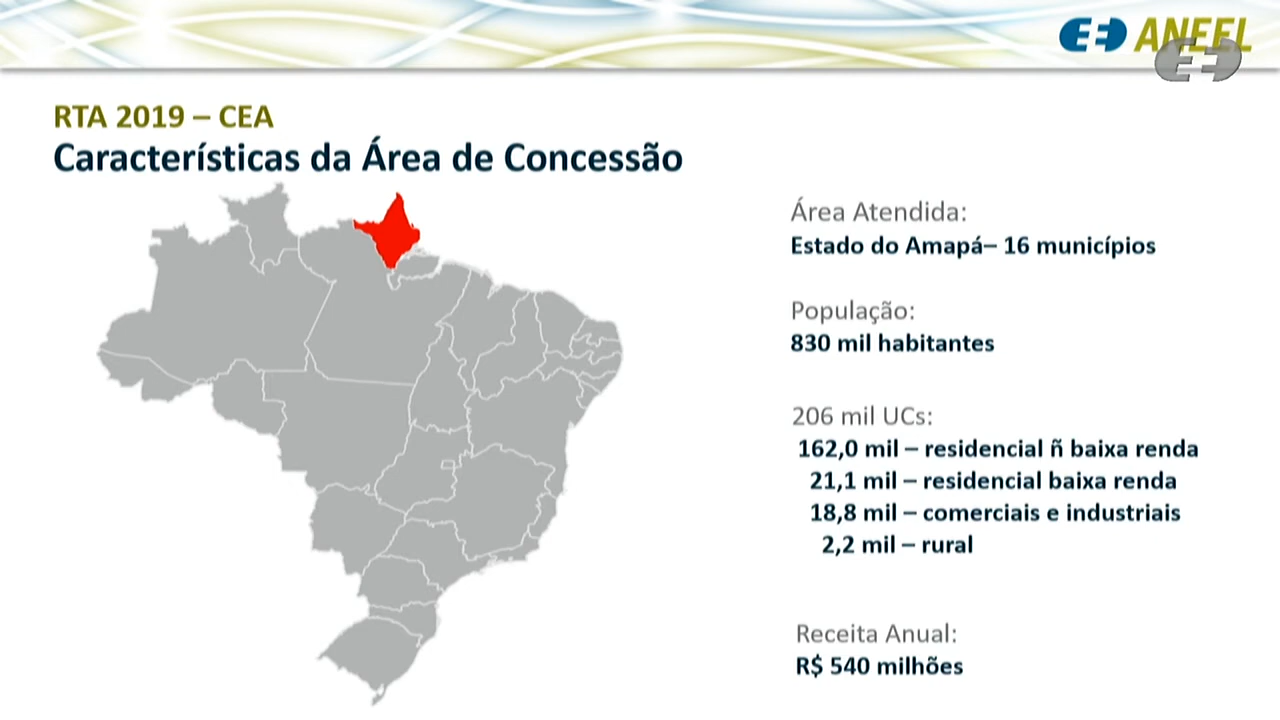 ANEEL
RTA 2019 – CEA
Características da Área de Concessão
Área Atendida:
Estado do Amapá– 16 municípios
População:
830 mil habitantes
206 mil UCs:
162,0 mil – residencial ñ baixa renda
21,1 mil – residencial baixa renda
18,8 mil – comerciais e industriais
2,2 mil – rural
Receita Anual:
R$ 540 milhões